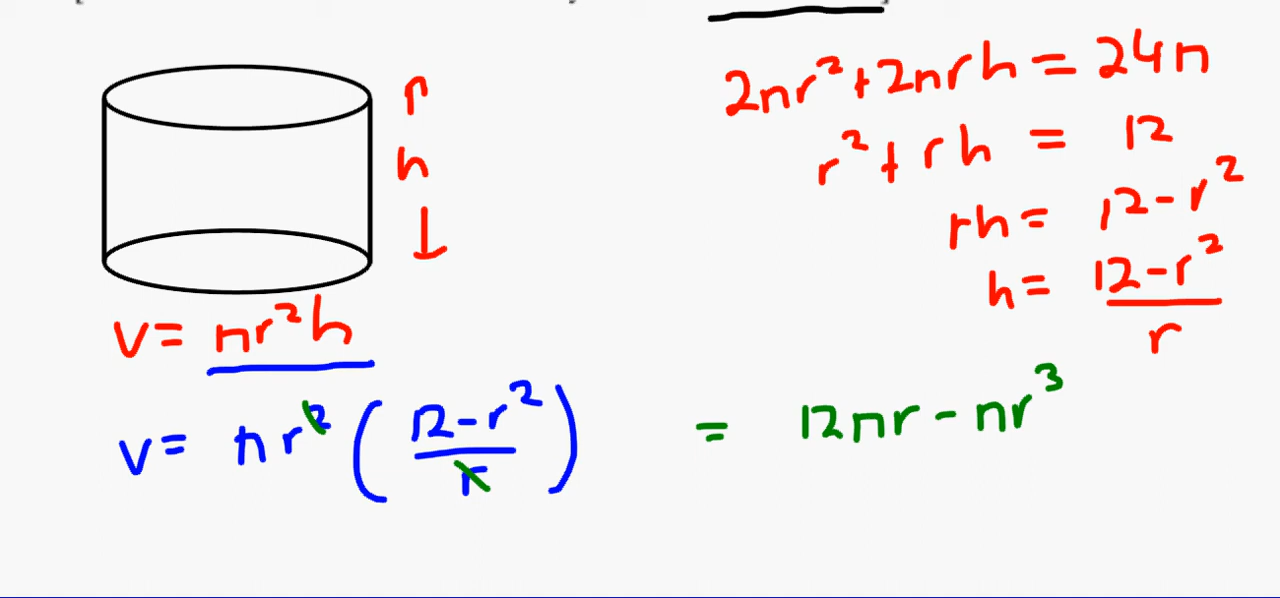 r
h
V = πr²h
V = πr² ( (12 - r²) / r ) = 12πr - πr³
2πr² + 2πrh = 24π
r² + rh = 12
rh = 12 - r²
h = (12 - r²) / r